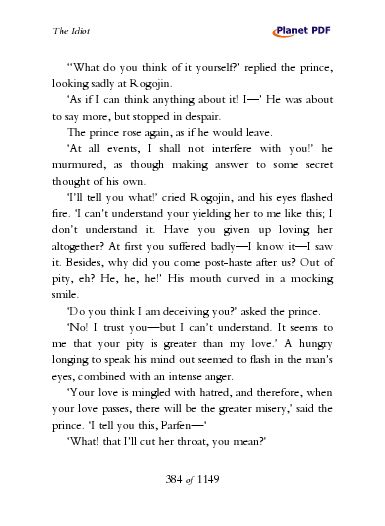 The Idiot
Planet PDF
“‘What do you think of it yourself?’ replied the prince,
looking sadly at Rogojin.
‘As if I can think anything about it! I—’ He was about
to say more, but stopped in despair.
The prince rose again, as if he would leave.
‘At all events, I shall not interfere with you!’ he
murmured, as though making answer to some secret
thought of his own.
‘I’ll tell you what!’ cried Rogojin, and his eyes flashed
fire. ‘I can’t understand your yielding her to me like this; I
don’t understand it. Have you given up loving her
altogether? At first you suffered badly—I know it—I saw
it. Besides, why did you come post-haste after us? Out of
pity, eh? He, he, he!’ His mouth curved in a mocking
smile.
‘Do you think I am deceiving you?’ asked the prince.
‘No! I trust you—but I can’t understand. It seems to
me that your pity is greater than my love.’ A hungry
longing to speak his mind out seemed to flash in the man’s
eyes, combined with an intense anger.
‘Your love is mingled with hatred, and therefore, when
your love passes, there will be the greater misery,’ said the
prince. ‘I tell you this, Parfen—‘
‘What! that I’ll cut her throat, you mean?’
384 of 1149